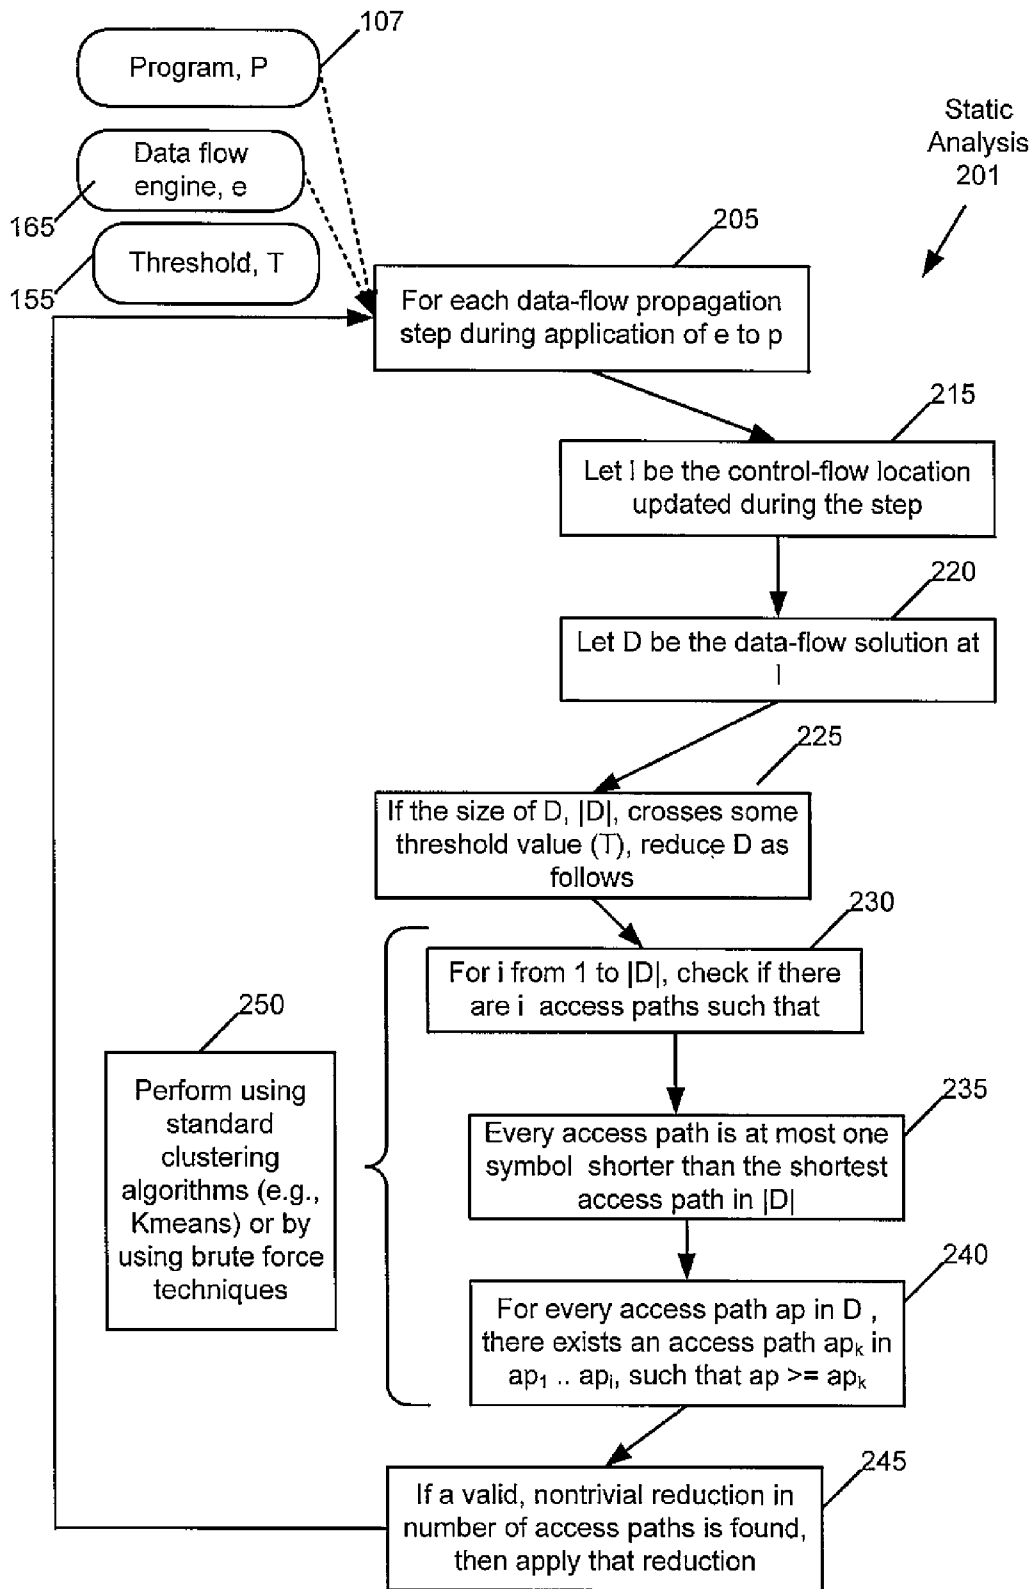 107
Program, P
Static
Analysis
201
Data flow
engine, e
165
205
Threshold, T
155
For each data-flow propagation
step during application of e to p
215
Let l be the control-flow location
updated during the step
220
Let D be the data-flow solution at
l
225
If the size of D, |D|, crosses some
threshold value (T), reduce D as
follows
230
For i from 1 to |D|, check if there
are i access paths such that
250
Perform using
standard
clustering
algorithms (e.g.,
Kmeans) or by
using brute force
techniques
235
Every access path is at most one
symbol shorter than the shortest
access path in |D|
240
For every access path ap in D ,
there exists an access path apk in
ap1 .. api, such that ap >= apk
245
If a valid, nontrivial reduction in
number of access paths is found,
then apply that reduction